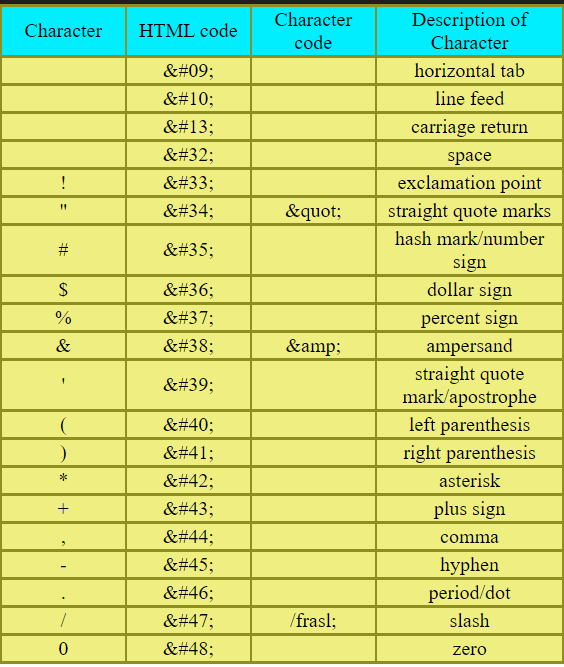 Character HTML code Character code Description of Character
&#09; horizontal tab
&#10; line feed
&#13; carriage return
&#32; space
! &#33; exclamation point
" &#34; &quot; straight quote marks
# &#35; hash mark/number sign
$ &#36; dollar sign
% &#37; percent sign
& &#38; &amp; ampersand
' &#39; straight quote mark/apostrophe
( &#40; left parenthesis
) &#41; right parenthesis
* &#42; asterisk
+ &#43; plus sign
, &#44; comma
- &#45; hyphen
. &#46; period/dot
/ &#47; /frasl; slash
0 &#48; zero